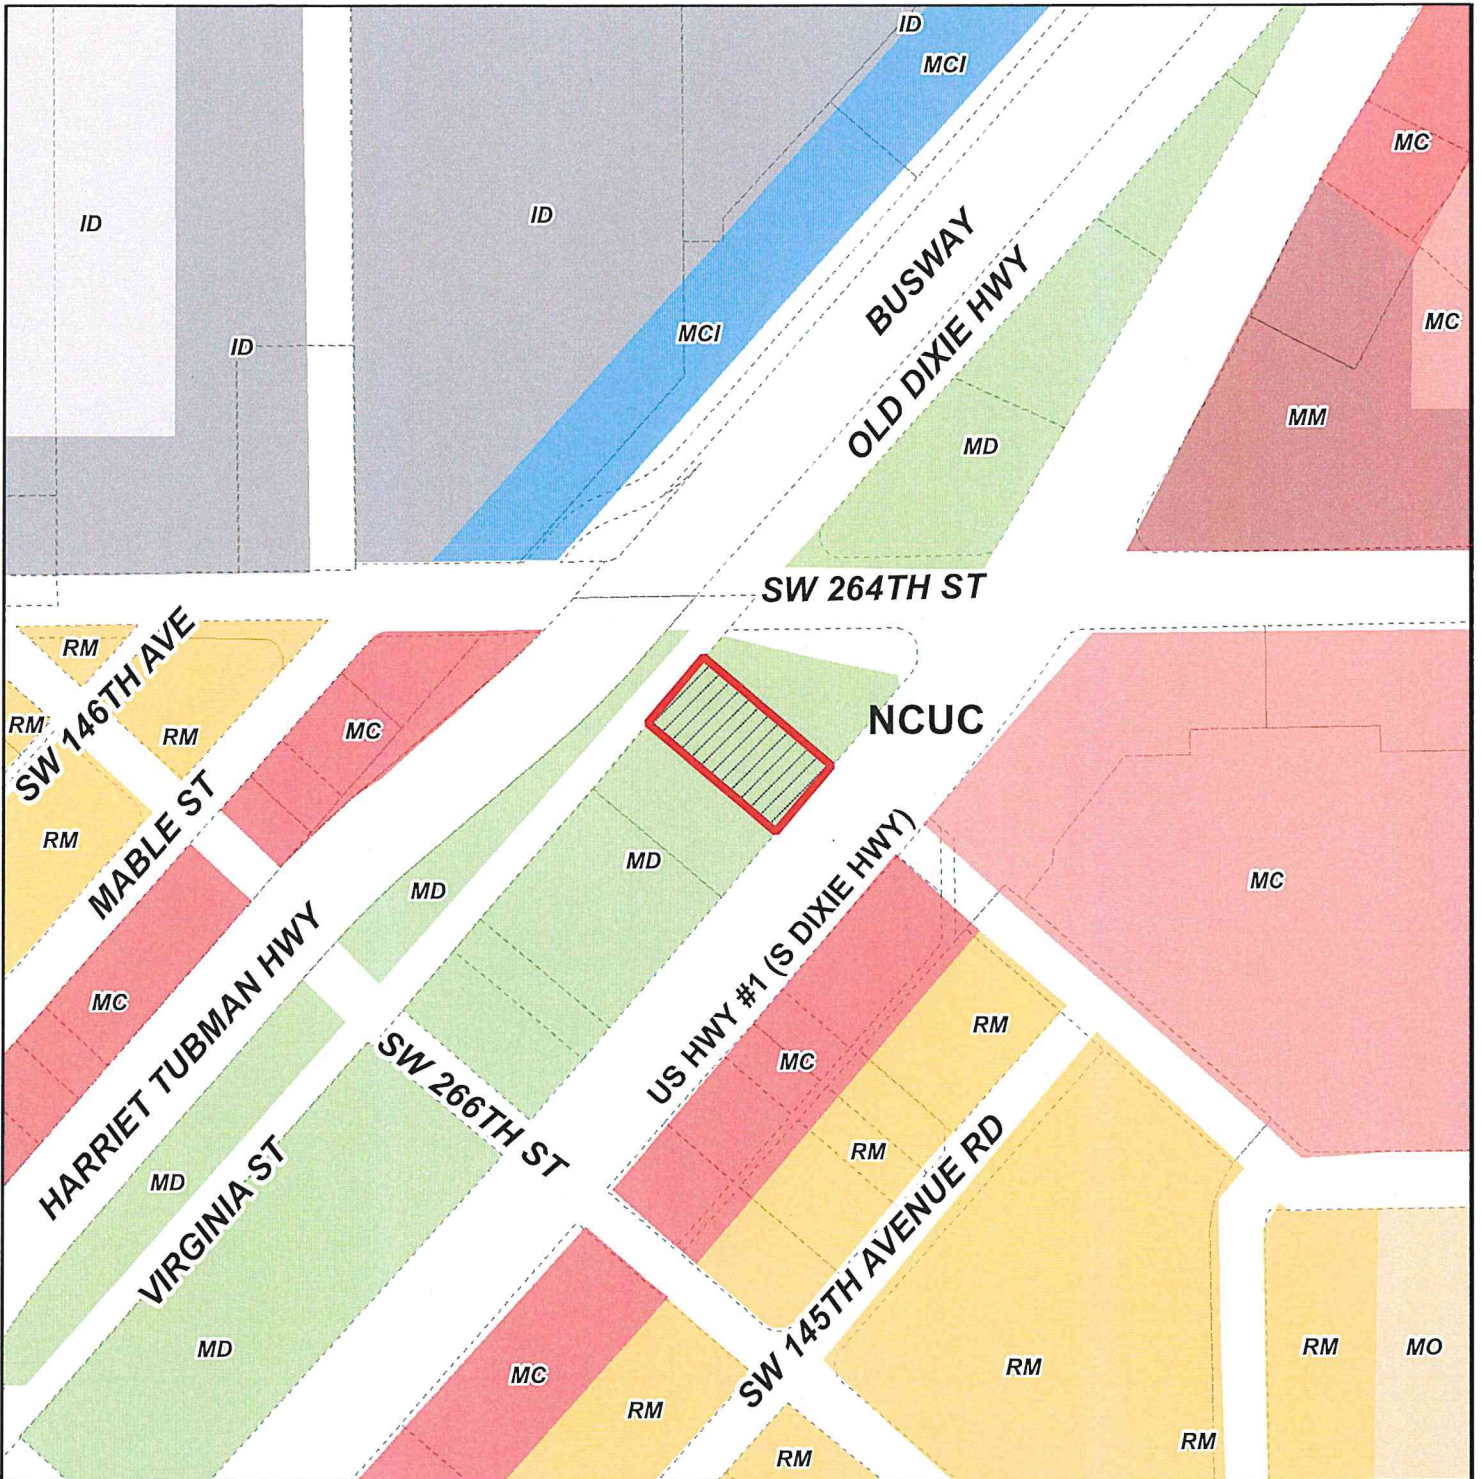 ID
MCI
MC
ID
ID
BUSWAY
MCI
MC
ID
OLD DIXIE HWY
MM
MD
SW 264TH ST
RM
SW 146TH AVE
RM
RM
MC
NCUC
RM
MABLE ST
MD
MD
US HWY #1 (S DIXIE HWY)
MC
MC
HARRIET TUBMAN HWY
RM
SW 266TH ST
MC
RM
SW 145TH AVENUE RD
MD
VIRGINIA ST
MD
MC
RM
RM
MO
RM
RM
RM